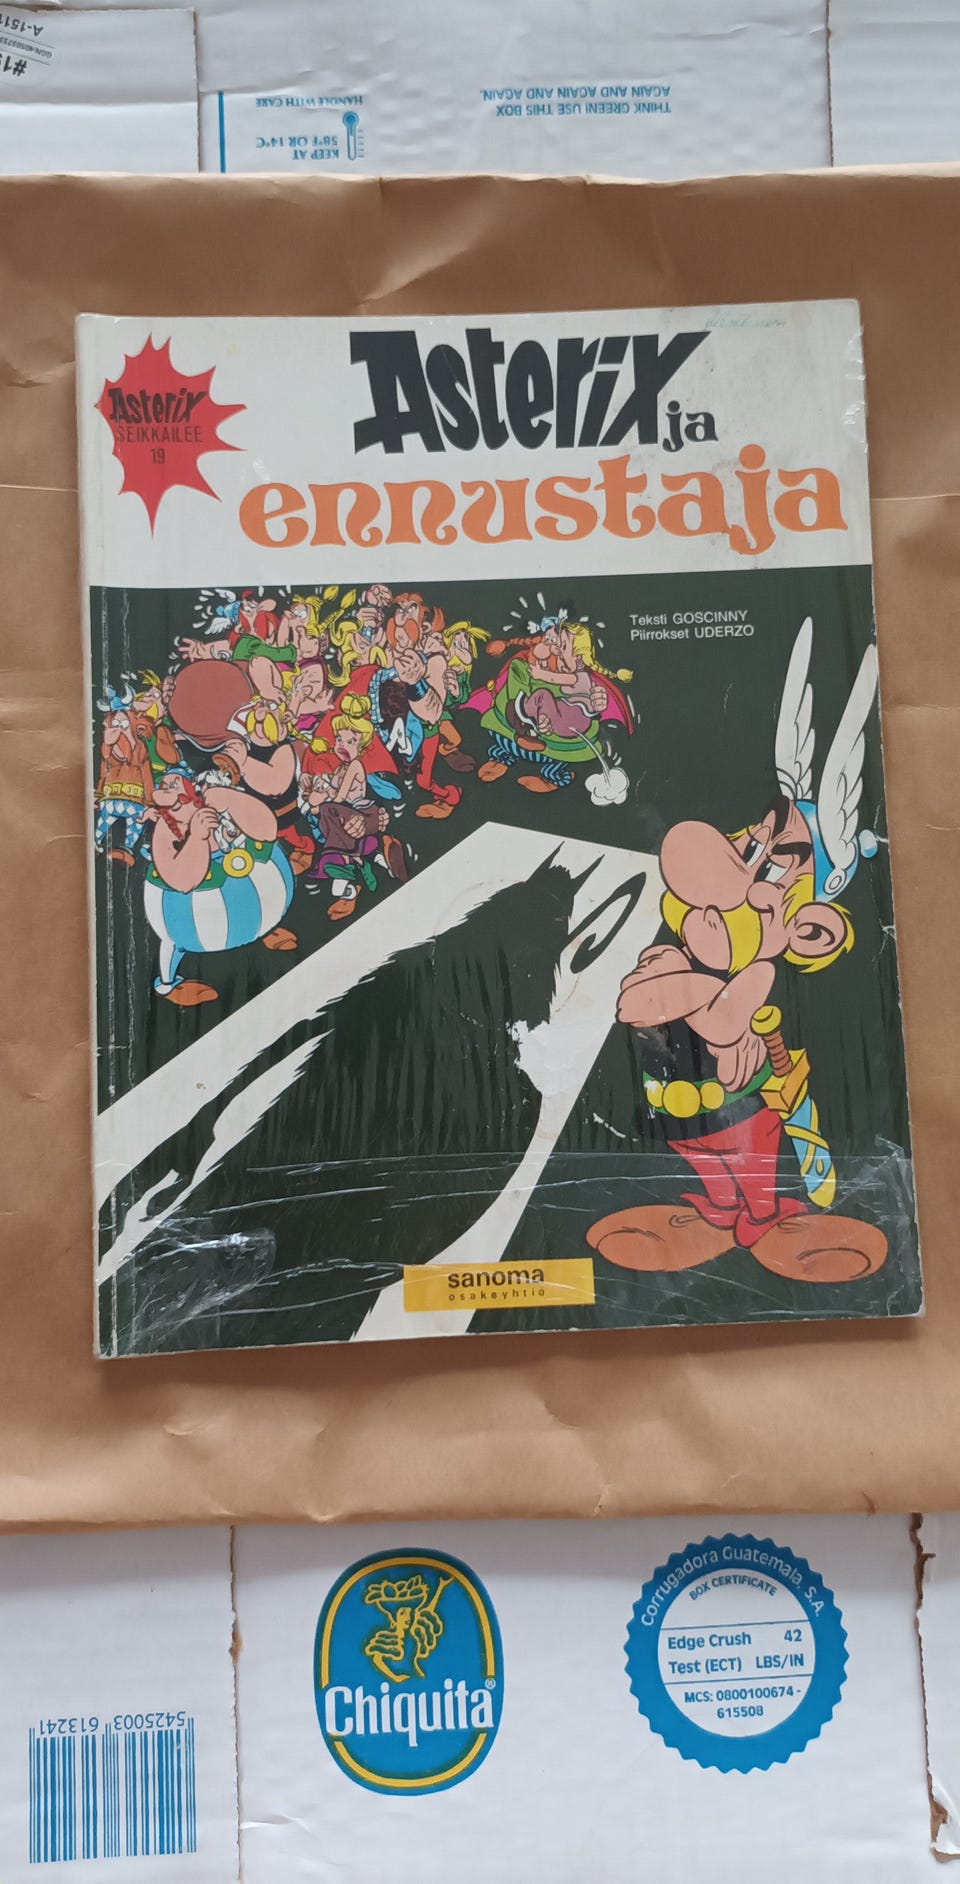 A-151
#1
KEEP AT
58°F OR 14°C
HANDLE WITH CARE
THINK GREEN! USE THIS BOX
AGAIN AND AGAIN AND AGAIN.
Asterix
SEIKKAILEE
19
Asterix ja
ennustaja
Teksti GOSCINNY
Piirrokset UDERZO
sanoma
osakeyhtiö
Chiquita®
Corrugadora Guatemala, S.A.
BOX CERTIFICATE
Edge Crush 42
Test (ECT) LBS/IN
MCS: 0800100674 -
615508
5425003 613241